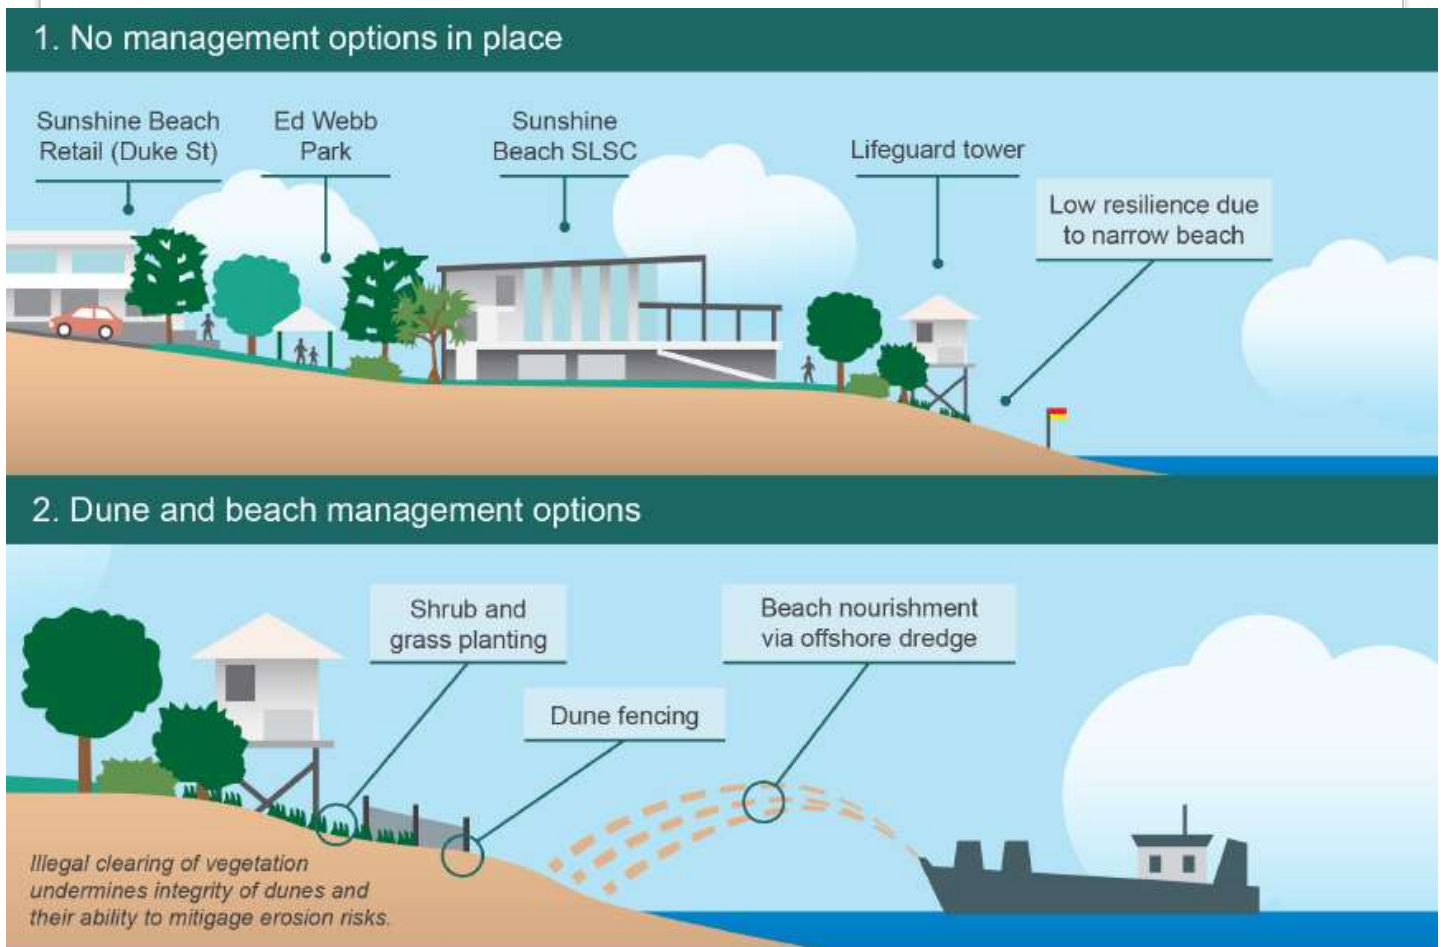 1. No management options in place
Sunshine Beach
Retail (Duke St)
Ed Webb
Park
Sunshine
Beach SLSC
Lifeguard tower
Low resilience due
to narrow beach
2. Dune and beach management options
Shrub and
grass planting
Beach nourishment
via offshore dredge
Dune fencing
Illegal clearing of vegetation
undermines integrity of dunes and
their ability to mitigage erosion risks.